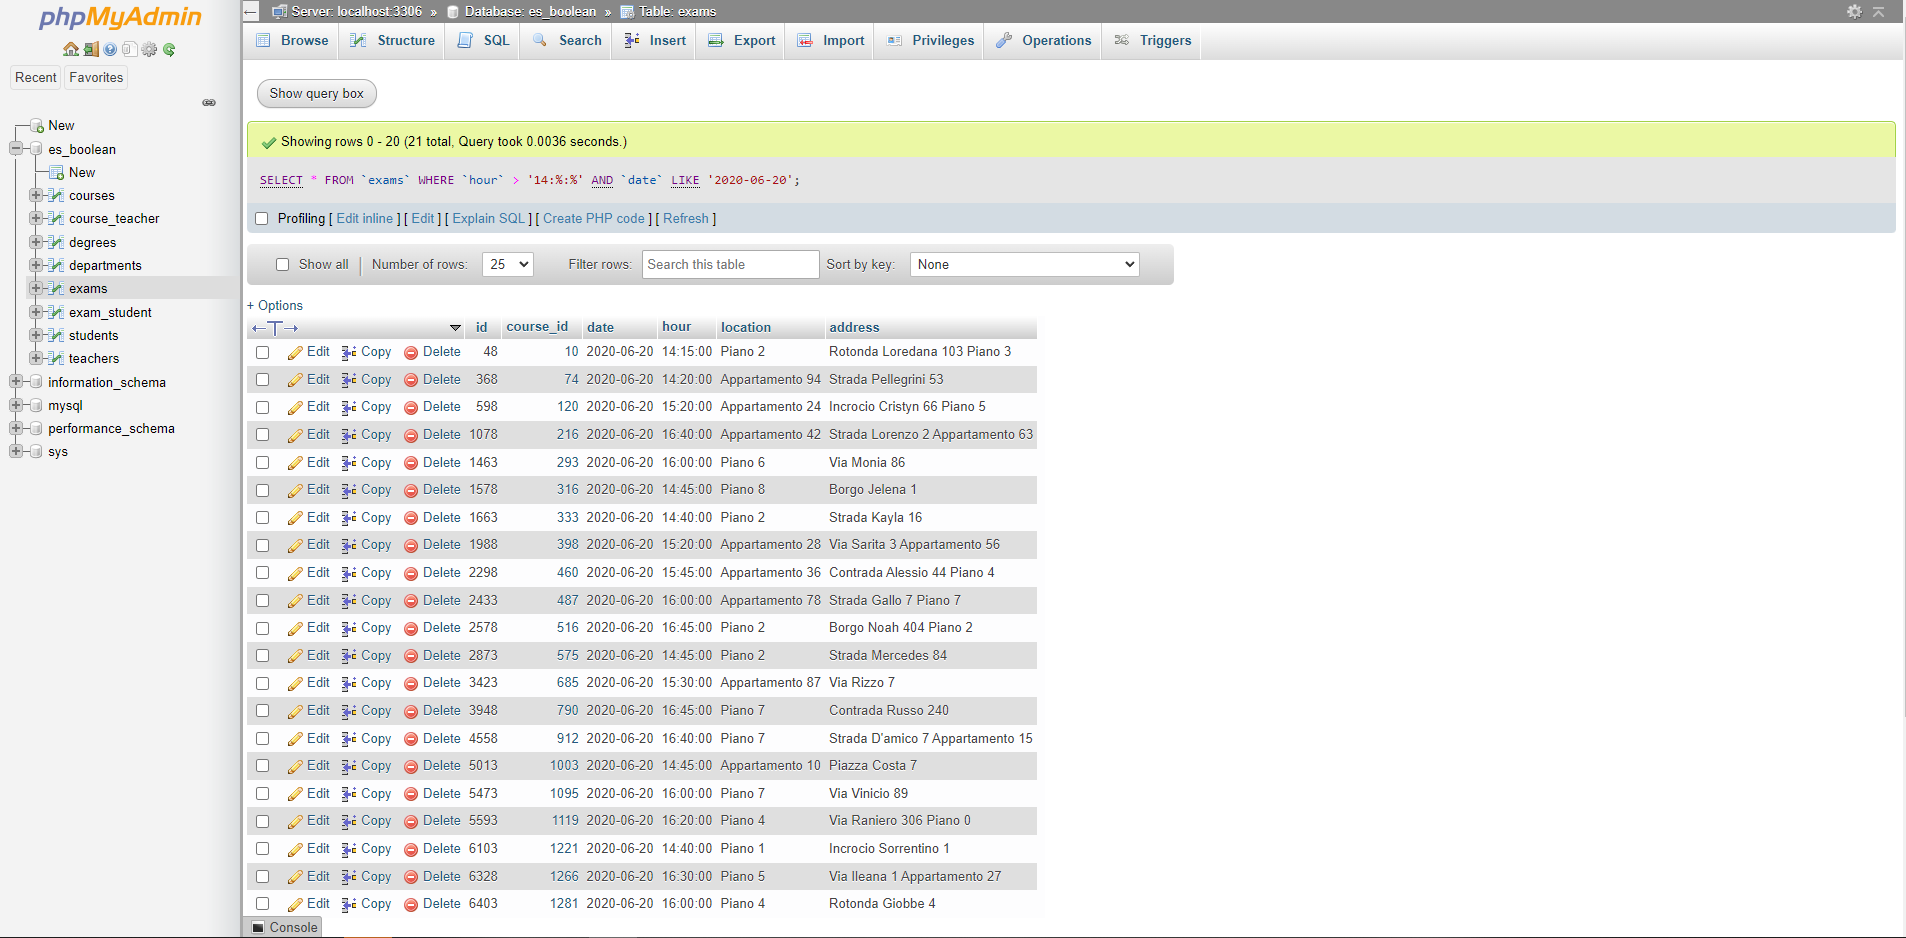 phpMyAdmin
Recent Favorites
New
es_boolean
New
courses
course_teacher
degrees
departments
exams
exam_student
students
teachers
information_schema
mysql
performance_schema
sys
Server: localhost:3306 » Database: es_boolean » Table: exams
Browse Structure SQL Search Insert Export Import Privileges Operations Triggers
Show query box
Showing rows 0 - 20 (21 total, Query took 0.0036 seconds.)
SELECT * FROM `exams` WHERE `hour` > '14:%:%' AND `date` LIKE '2020-06-20';
Profiling [ Edit inline ] [ Edit ] [ Explain SQL ] [ Create PHP code ] [ Refresh ]
Show all | Number of rows: 25 Filter rows: Search this table Sort by key: None
+ Options
←T→ id course_id date hour location address
Edit Copy Delete 48 10 2020-06-20 14:15:00 Piano 2 Rotonda Loredana 103 Piano 3
Edit Copy Delete 368 74 2020-06-20 14:20:00 Appartamento 94 Strada Pellegrini 53
Edit Copy Delete 598 120 2020-06-20 15:20:00 Appartamento 24 Incrocio Cristyn 66 Piano 5
Edit Copy Delete 1078 216 2020-06-20 16:40:00 Appartamento 42 Strada Lorenzo 2 Appartamento 63
Edit Copy Delete 1463 293 2020-06-20 16:00:00 Piano 6 Via Monia 86
Edit Copy Delete 1578 316 2020-06-20 14:45:00 Piano 8 Borgo Jelena 1
Edit Copy Delete 1663 333 2020-06-20 14:40:00 Piano 2 Strada Kayla 16
Edit Copy Delete 1988 398 2020-06-20 15:20:00 Appartamento 28 Via Sarita 3 Appartamento 56
Edit Copy Delete 2298 460 2020-06-20 15:45:00 Appartamento 36 Contrada Alessio 44 Piano 4
Edit Copy Delete 2433 487 2020-06-20 16:00:00 Appartamento 78 Strada Gallo 7 Piano 7
Edit Copy Delete 2578 516 2020-06-20 16:45:00 Piano 2 Borgo Noah 404 Piano 2
Edit Copy Delete 2873 575 2020-06-20 14:45:00 Piano 2 Strada Mercedes 84
Edit Copy Delete 3423 685 2020-06-20 15:30:00 Appartamento 87 Via Rizzo 7
Edit Copy Delete 3948 790 2020-06-20 16:45:00 Piano 7 Contrada Russo 240
Edit Copy Delete 4558 912 2020-06-20 16:40:00 Piano 7 Strada D'amico 7 Appartamento 15
Edit Copy Delete 5013 1003 2020-06-20 14:45:00 Appartamento 10 Piazza Costa 7
Edit Copy Delete 5473 1095 2020-06-20 16:00:00 Piano 7 Via Vinicio 89
Edit Copy Delete 5593 1119 2020-06-20 16:20:00 Piano 4 Via Raniero 306 Piano 0
Edit Copy Delete 6103 1221 2020-06-20 14:40:00 Piano 1 Incrocio Sorrentino 1
Edit Copy Delete 6328 1266 2020-06-20 16:30:00 Piano 5 Via Ileana 1 Appartamento 27
Edit Copy Delete 6403 1281 2020-06-20 16:00:00 Piano 4 Rotonda Giobbe 4
Console